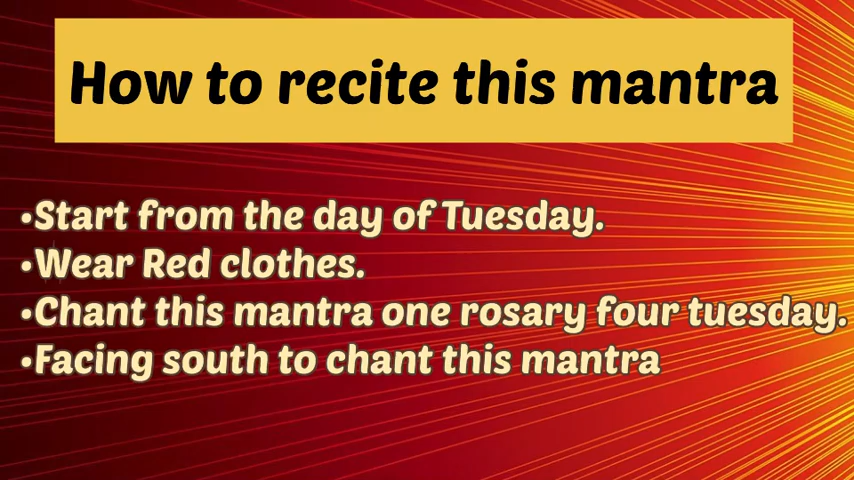 How to recite this mantra
•Start from the day of Tuesday.
•Wear Red clothes.
•Chant this mantra one rosary four tuesday.
•Facing south to chant this mantra